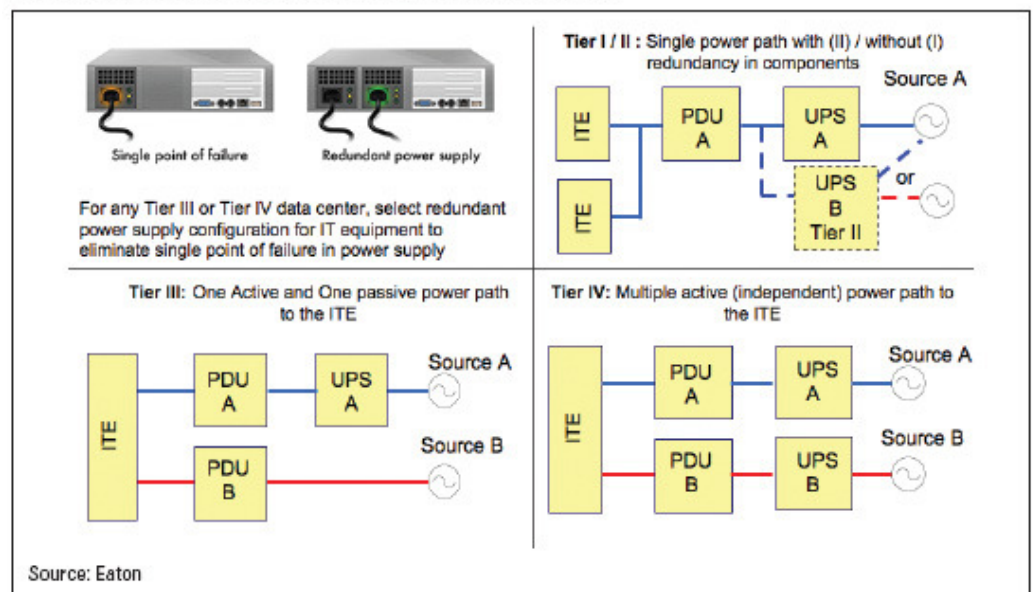 Single point of failure
Redundant power supply
For any Tier III or Tier IV data center, select redundant
power supply configuration for IT equipment to
eliminate single point of failure in power supply
Tier I / II : Single power path with (II) / without (I)
redundancy in components
Source A
ITE
PDU
A
UPS
A
ITE
UPS
B
Tier II
or
Tier III: One Active and One passive power path
to the ITE
Source A
ITE
PDU
A
UPS
A
Source B
PDU
B
Tier IV: Multiple active (independent) power path to
the ITE
Source A
ITE
PDU
A
UPS
A
Source B
PDU
B
UPS
B
Source: Eaton